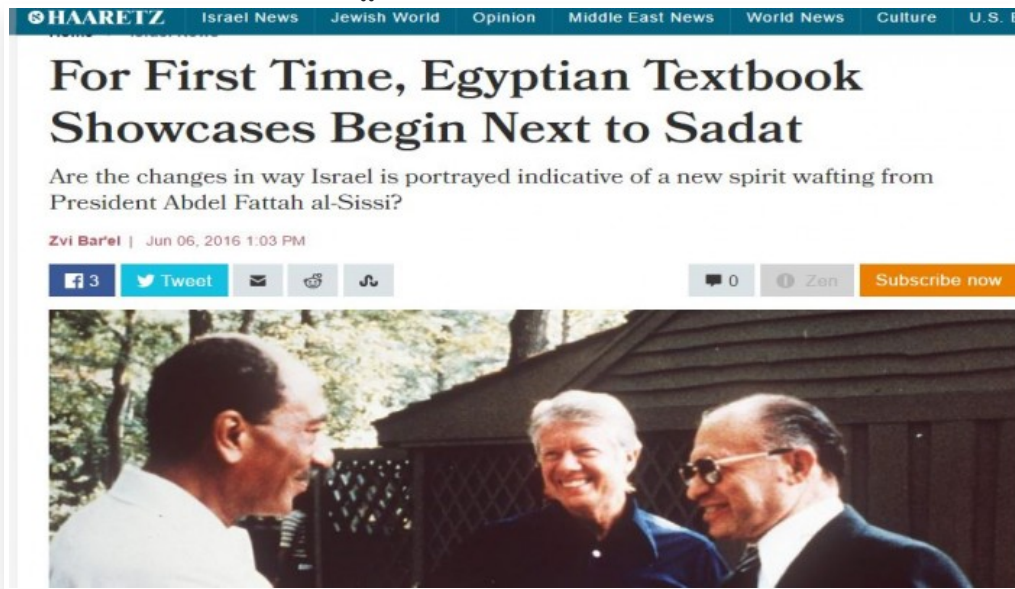 HAARETZ Israel News Jewish World Opinion Middle East News World News Culture U.S.
For First Time, Egyptian Textbook
Showcases Begin Next to Sadat
Are the changes in way Israel is portrayed indicative of a new spirit wafting from
President Abdel Fattah al-Sissi?
Zvi Bar'el | Jun 06, 2016 1:03 PM
3 Tweet 0 Zen Subscribe now